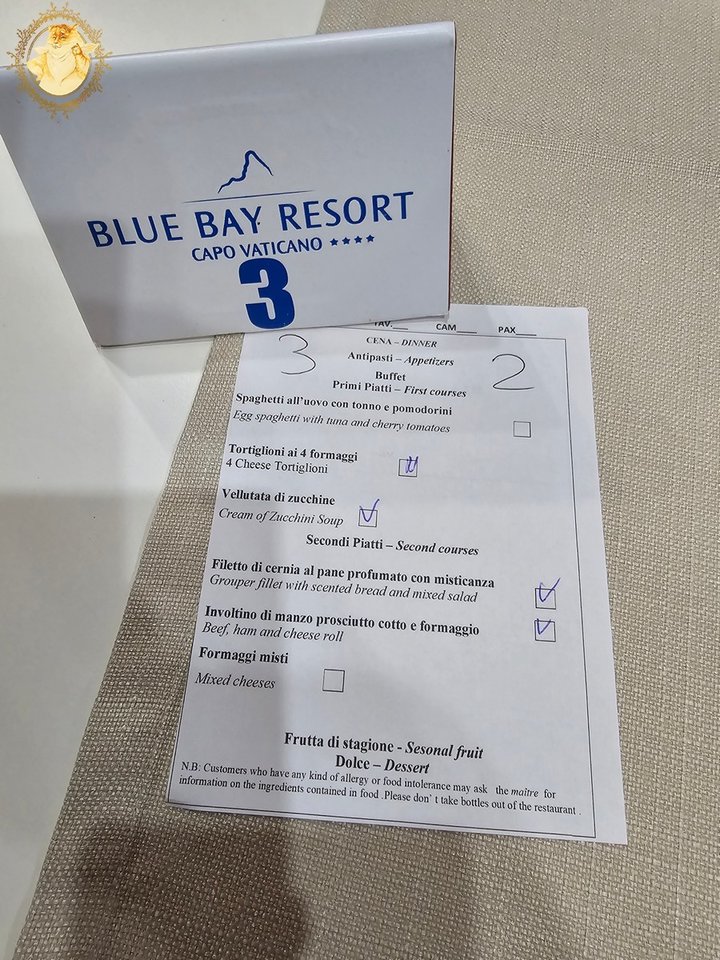 BLUE BAY RESORT
CAPO VATICANO ★★★★
3
TAV.___ CAM____ PAX____
CENA – DINNER
3 Antipasti – Appetizers 2
Buffet
Primi Piatti – First courses
Spaghetti all'uovo con tonno e pomodorini
Egg spaghetti with tuna and cherry tomatoes
Tortiglioni ai 4 formaggi
4 Cheese Tortiglioni
Vellutata di zucchine
Cream of Zucchini Soup
Secondi Piatti – Second courses
Filetto di cernia al pane profumato con misticanza
Grouper fillet with scented bread and mixed salad
Involtino di manzo prosciutto cotto e formaggio
Beef, ham and cheese roll
Formaggi misti
Mixed cheeses
Frutta di stagione - Sesonal fruit
Dolce – Dessert
N.B: Customers who have any kind of allergy or food intolerance may ask the maître for
information on the ingredients contained in food .Please don' t take bottles out of the restaurant .